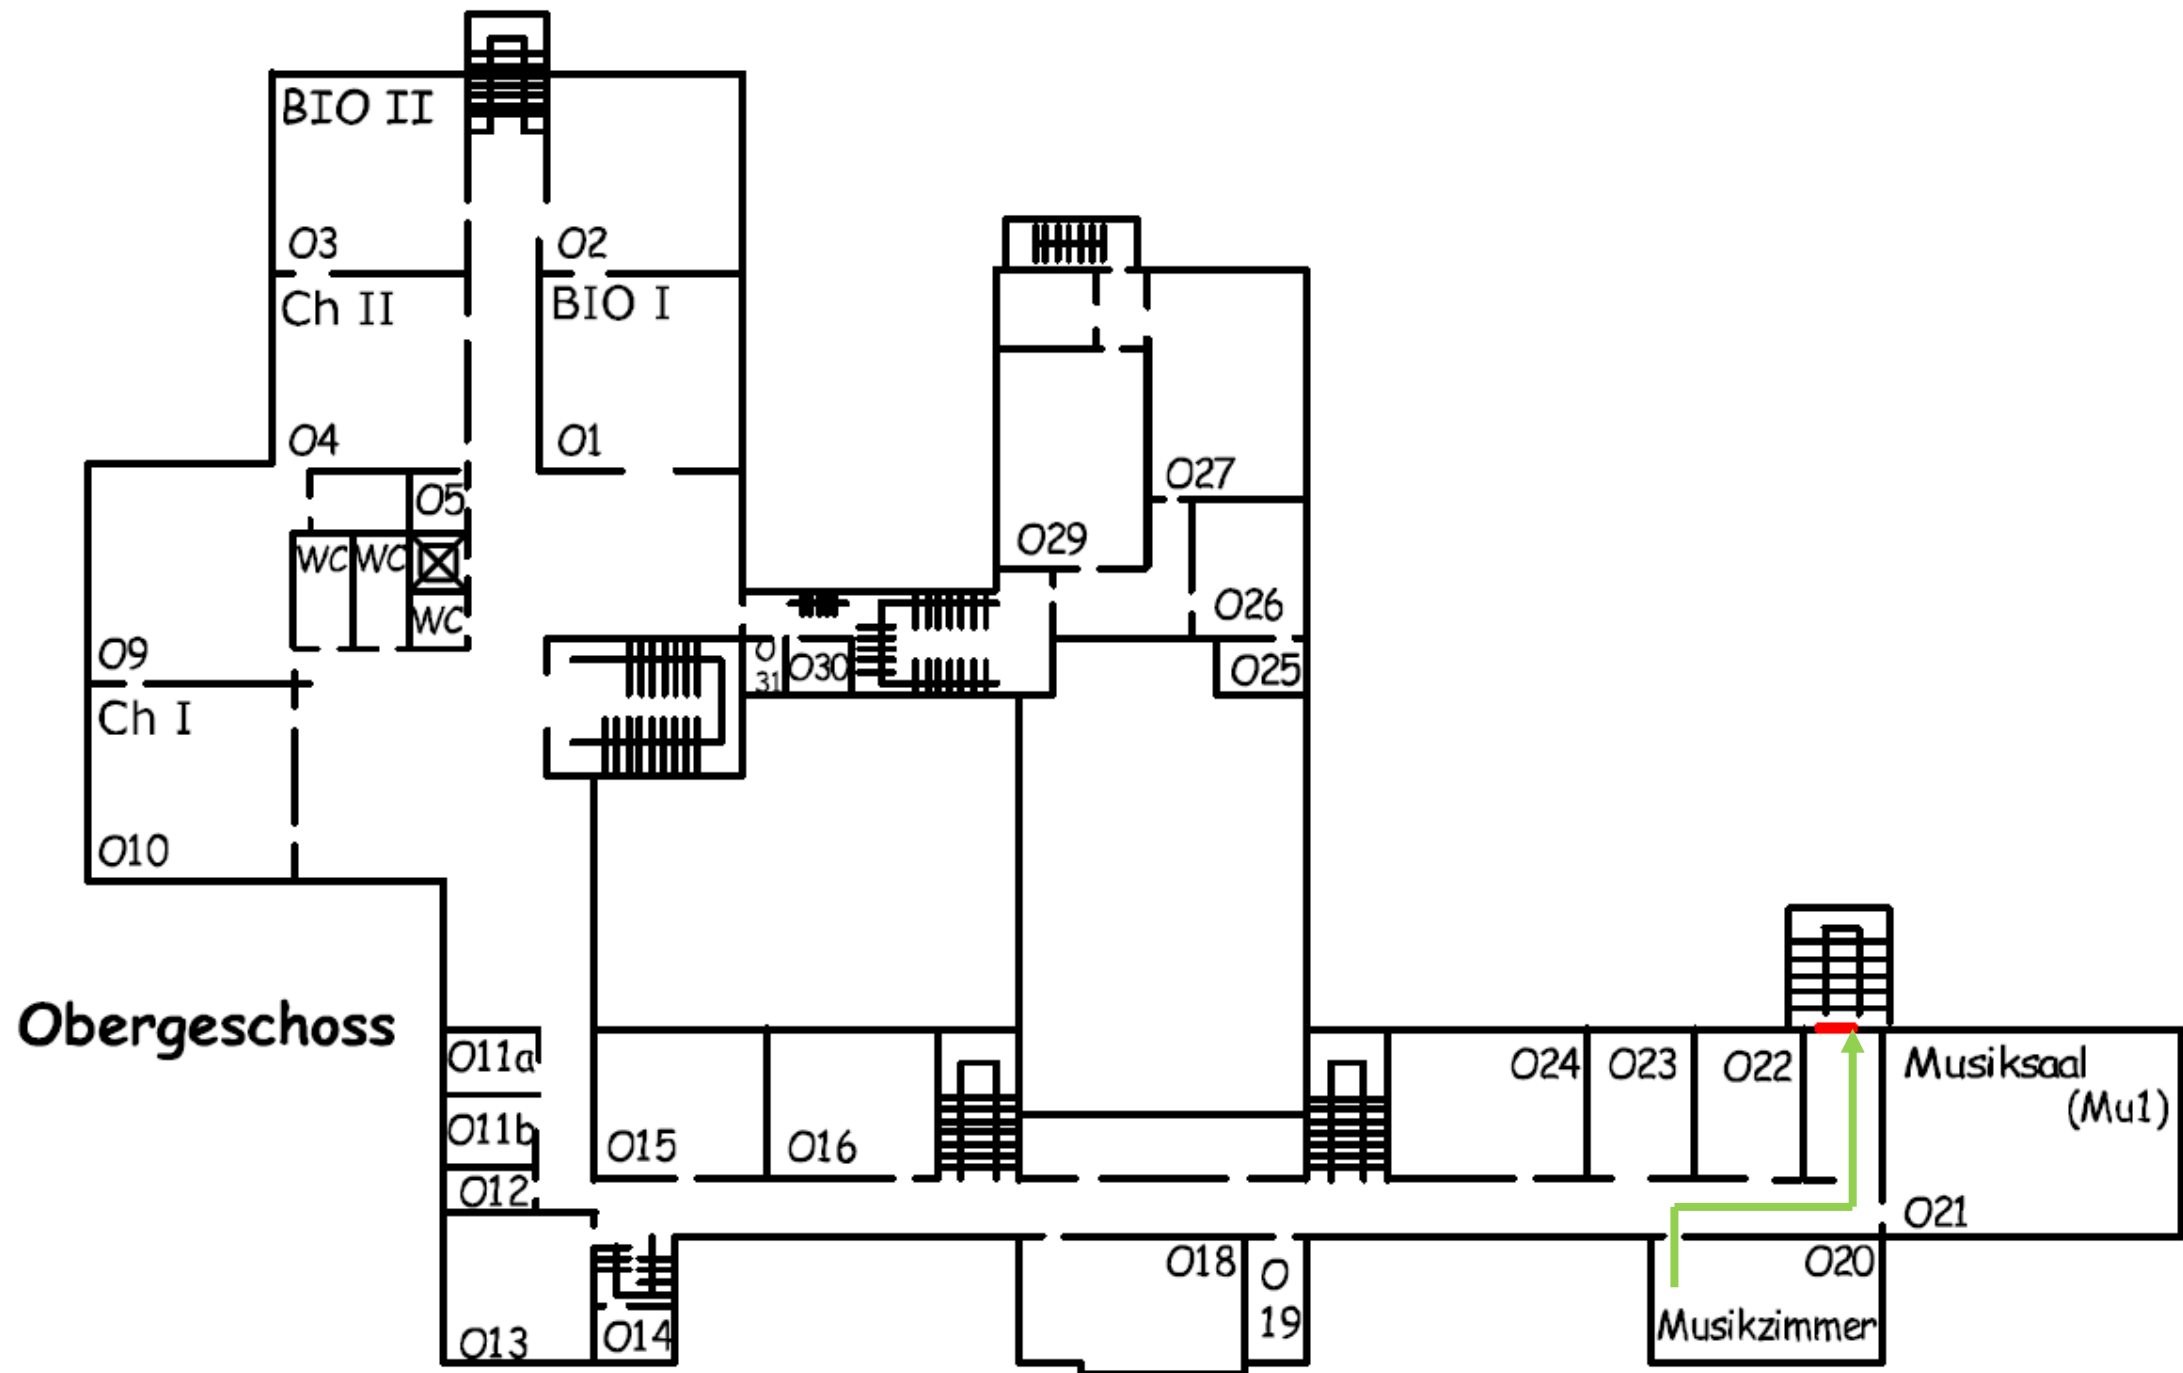 BIO II
O3
O2
Ch II
BIO I
O4
O1
O5
WC
WC
WC
O9
Ch I
O10
O27
O29
O26
O25
O
31
O30
Obergeschoss
O11a
O11b
O12
O13
O14
O15
O16
O18
O
19
O24
O23
O22
Musiksaal
(Mu1)
O21
O20
Musikzimmer